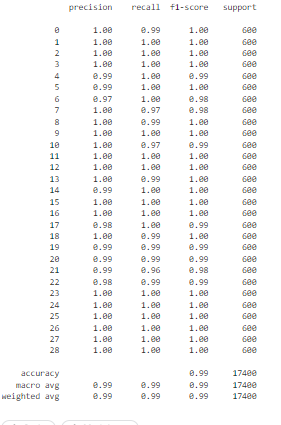 precision recall f1-score support
0 1.00 0.99 1.00 600
1 1.00 1.00 1.00 600
2 1.00 1.00 1.00 600
3 1.00 1.00 1.00 600
4 0.99 1.00 0.99 600
5 0.99 1.00 1.00 600
6 0.97 1.00 0.98 600
7 1.00 0.97 0.98 600
8 1.00 0.99 1.00 600
9 1.00 1.00 1.00 600
10 1.00 0.97 0.99 600
11 1.00 1.00 1.00 600
12 1.00 1.00 1.00 600
13 1.00 0.99 1.00 600
14 0.99 1.00 1.00 600
15 1.00 1.00 1.00 600
16 1.00 1.00 1.00 600
17 0.98 1.00 0.99 600
18 1.00 0.99 1.00 600
19 0.99 0.99 0.99 600
20 0.99 0.99 0.99 600
21 0.99 0.96 0.98 600
22 0.98 0.99 0.99 600
23 1.00 1.00 1.00 600
24 1.00 1.00 1.00 600
25 1.00 1.00 1.00 600
26 1.00 1.00 1.00 600
27 1.00 1.00 1.00 600
28 1.00 1.00 1.00 600
accuracy 0.99 17400
macro avg 0.99 0.99 0.99 17400
weighted avg 0.99 0.99 0.99 17400